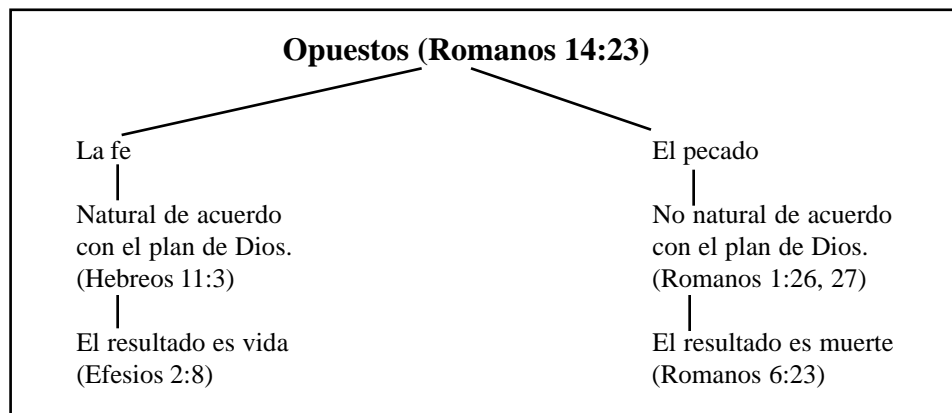 Opuestos (Romanos 14:23)
La fe
Natural de acuerdo
con el plan de Dios.
(Hebreos 11:3)
El resultado es vida
(Efesios 2:8)
El pecado
No natural de acuerdo
con el plan de Dios.
(Romanos 1:26, 27)
El resultado es muerte
(Romanos 6:23)